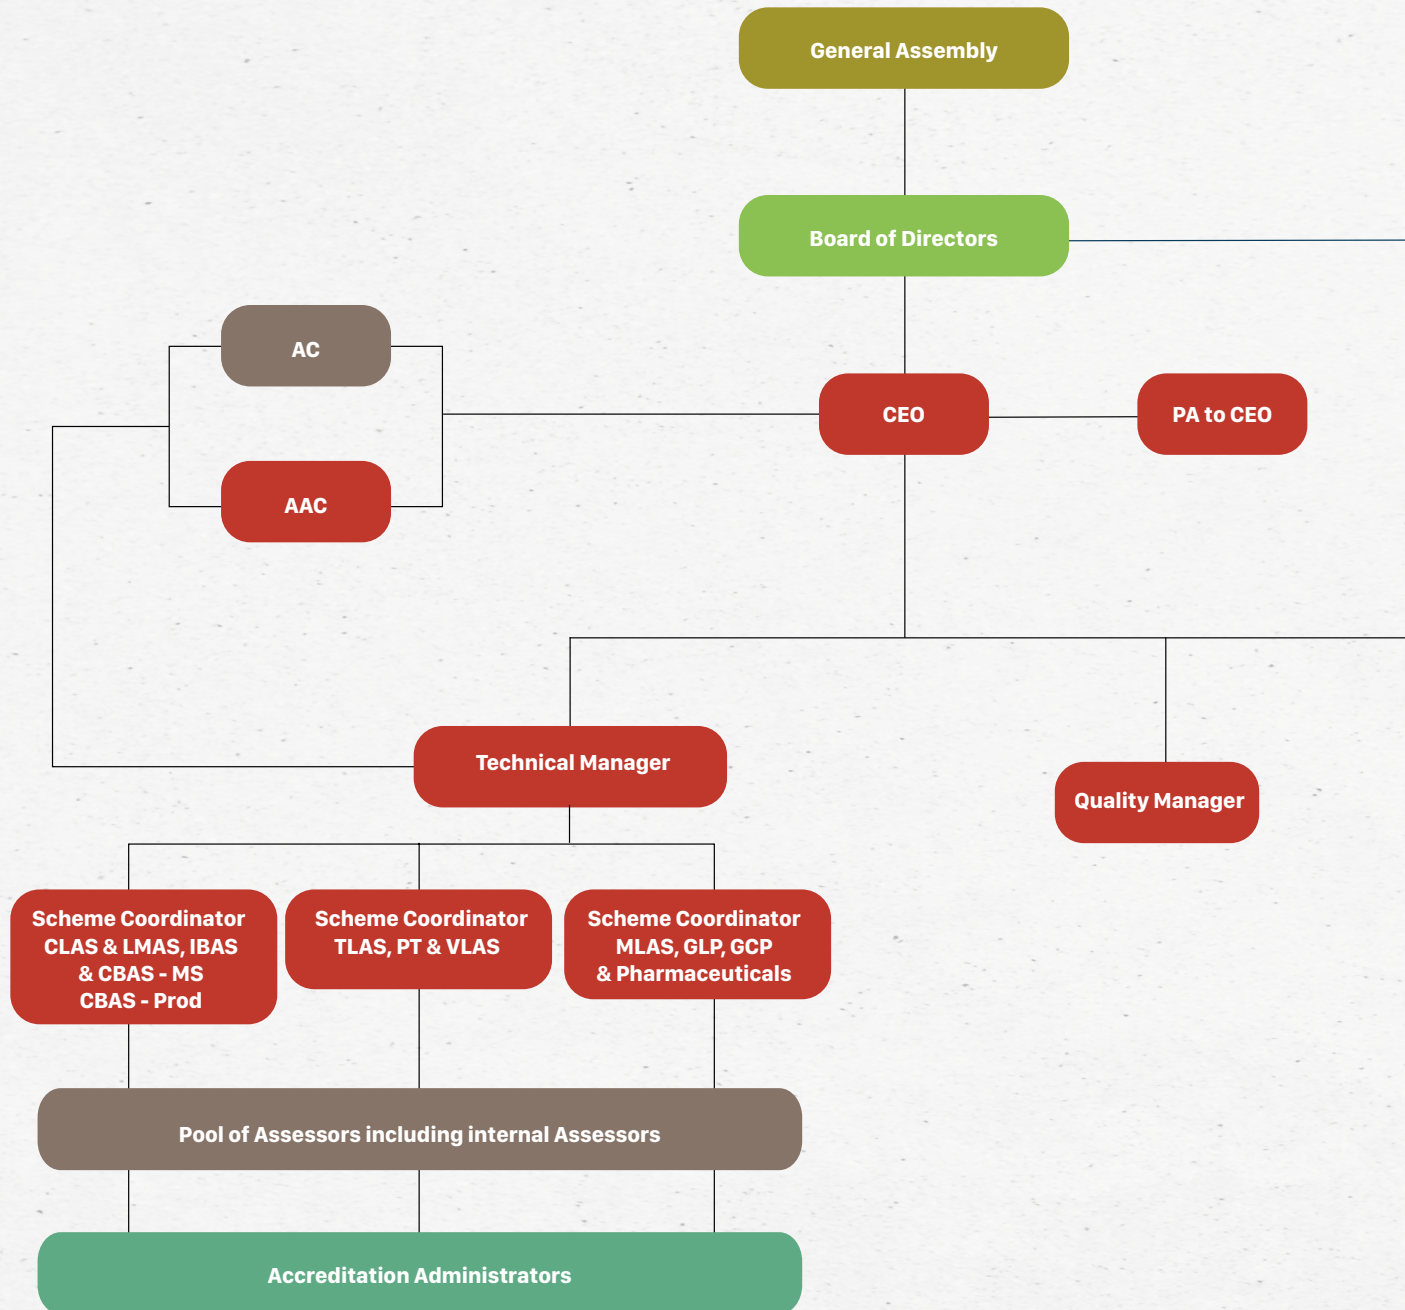 General Assembly
Board of Directors
AC
CEO
PA to CEO
AAC
Technical Manager
Quality Manager
Scheme Coordinator
CLAS & LMAS, IBAS
& CBAS - MS
CBAS - Prod
Scheme Coordinator
TLAS, PT & VLAS
Scheme Coordinator
MLAS, GLP, GCP
& Pharmaceuticals
Pool of Assessors including internal Assessors
Accreditation Administrators